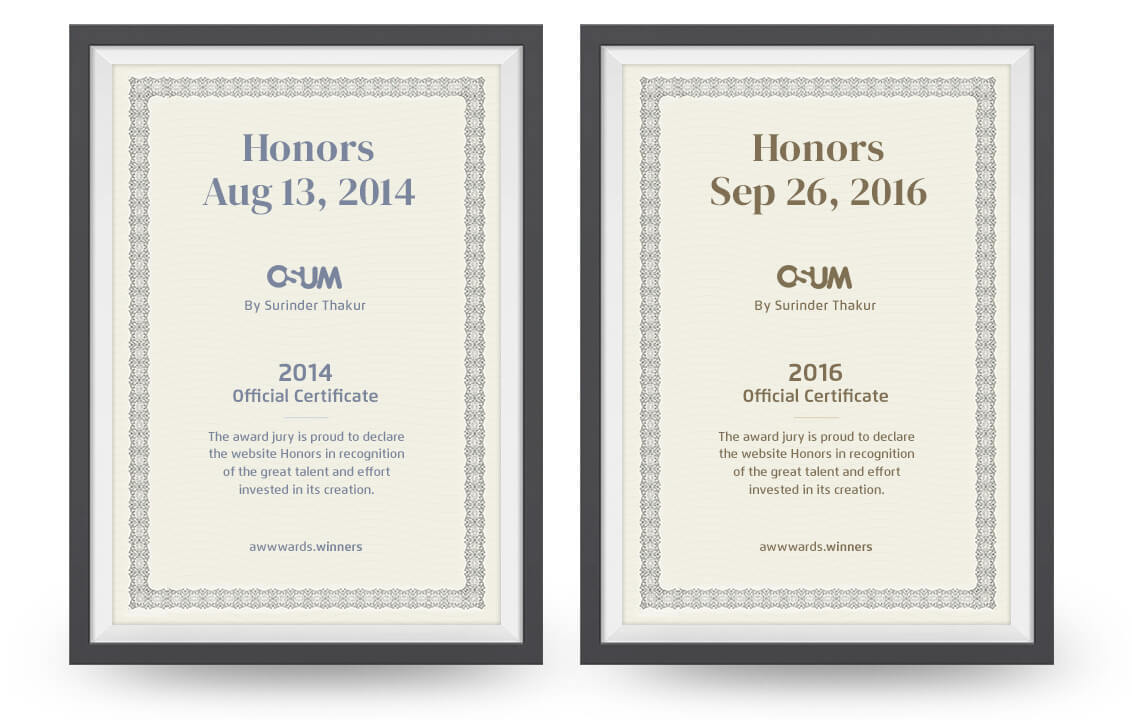 Honors
Aug 13, 2014
OSUM
By Surinder Thakur
2014
Official Certificate
The award jury is proud to declare
the website Honors in recognition
of the great talent and effort
invested in its creation.
awwwards.winners
Honors
Sep 26, 2016
OSUM
By Surinder Thakur
2016
Official Certificate
The award jury is proud to declare
the website Honors in recognition
of the great talent and effort
invested in its creation.
awwwards.winners